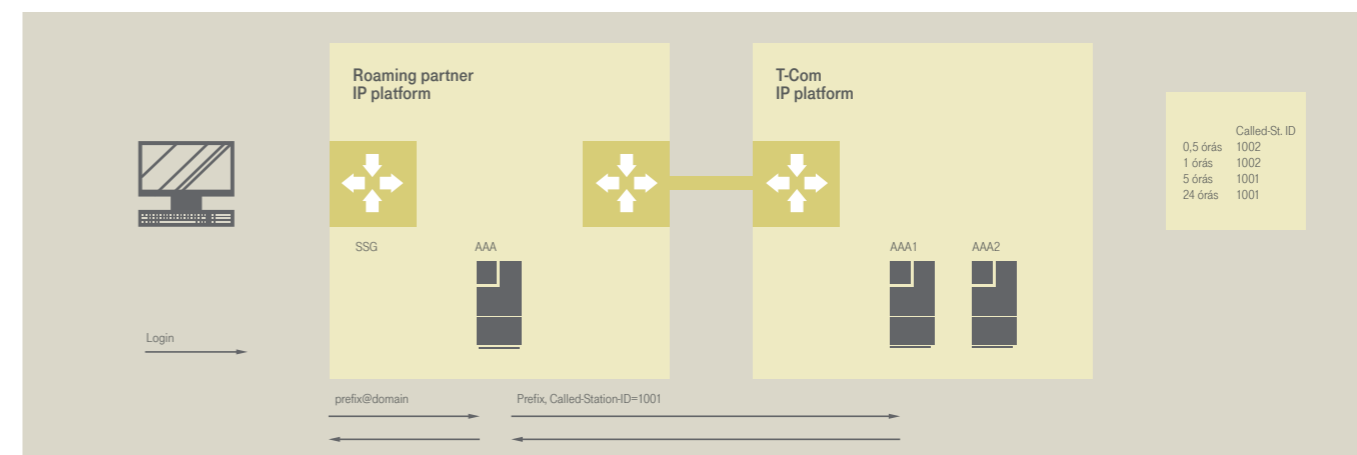 Roaming partner
IP platform
T-Com
IP platform
Called-St. ID
0,5 órás 1002
1 órás 1002
5 órás 1001
24 órás 1001
SSG
AAA
AAA1
AAA2
Login
prefix@domain
Prefix, Called-Station-ID=1001